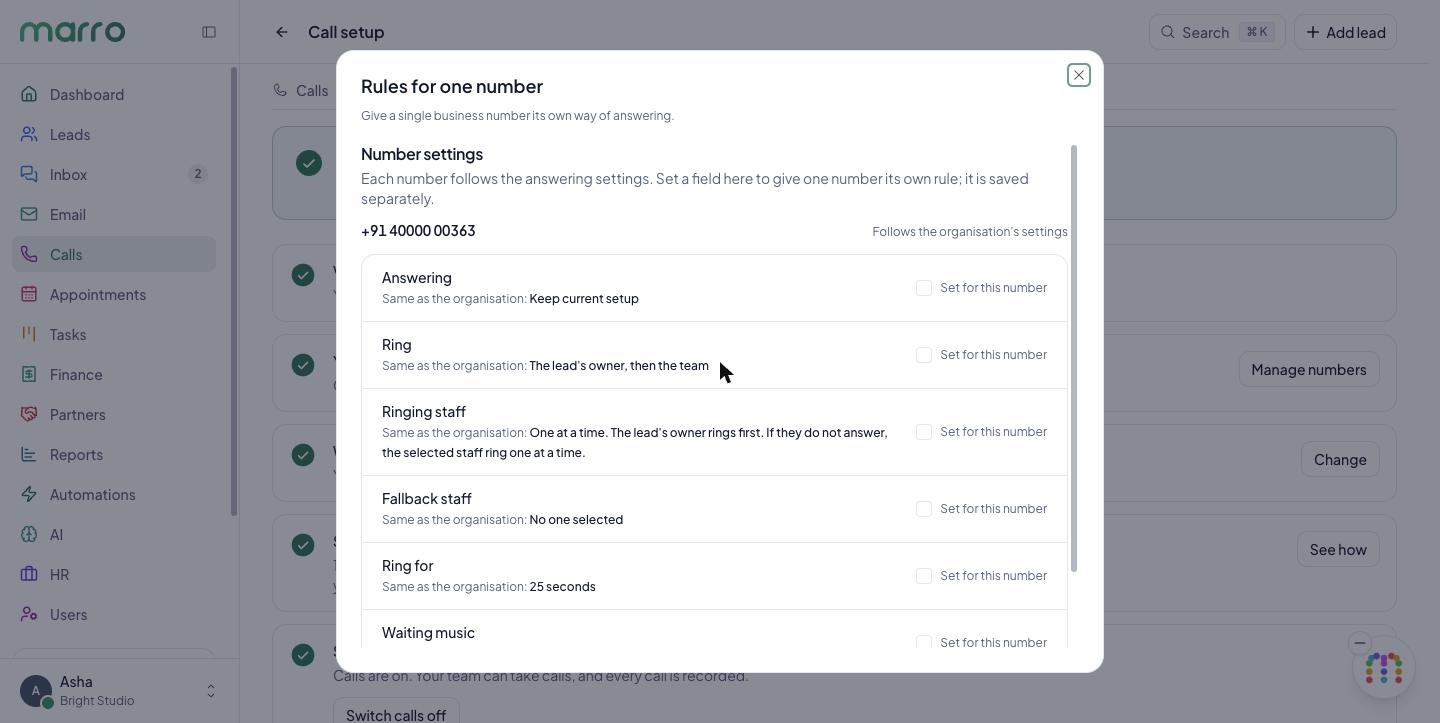 marro
Call setup
Search
⌘ K
Add lead
Dashboard
Leads
Inbox
2
Email
Calls
Appointments
Tasks
Finance
Partners
Reports
Automations
AI
HR
Users
A
Asha
Bright Studio
Calls
Rules for one number
Give a single business number its own way of answering.
Number settings
Each number follows the answering settings. Set a field here to give one number its own rule; it is saved
separately.
+91 40000 00363
Follows the organisation's settings
Answering
Same as the organisation: Keep current setup
Set for this number
Ring
Same as the organisation: The lead's owner, then the team
Set for this number
Ringing staff
Same as the organisation: One at a time. The lead's owner rings first. If they do not answer,
the selected staff ring one at a time.
Set for this number
Fallback staff
Same as the organisation: No one selected
Set for this number
Ring for
Same as the organisation: 25 seconds
Set for this number
Waiting music
Set for this number
Manage numbers
Change
See how
Calls are on. Your team can take calls, and every call is recorded.
Switch calls off